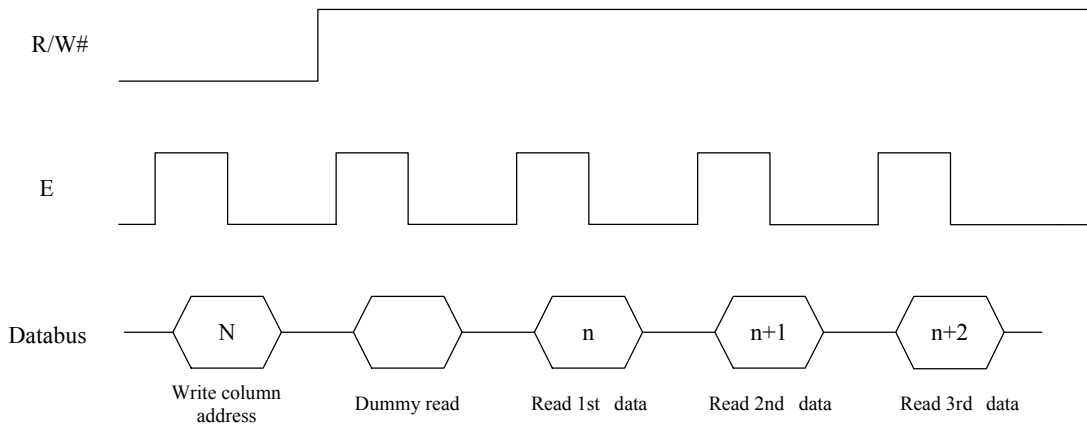 R/W#
E
Databus
N
n
n+1
n+2
Write column
address
Dummy read
Read 1st data
Read 2nd data
Read 3rd data